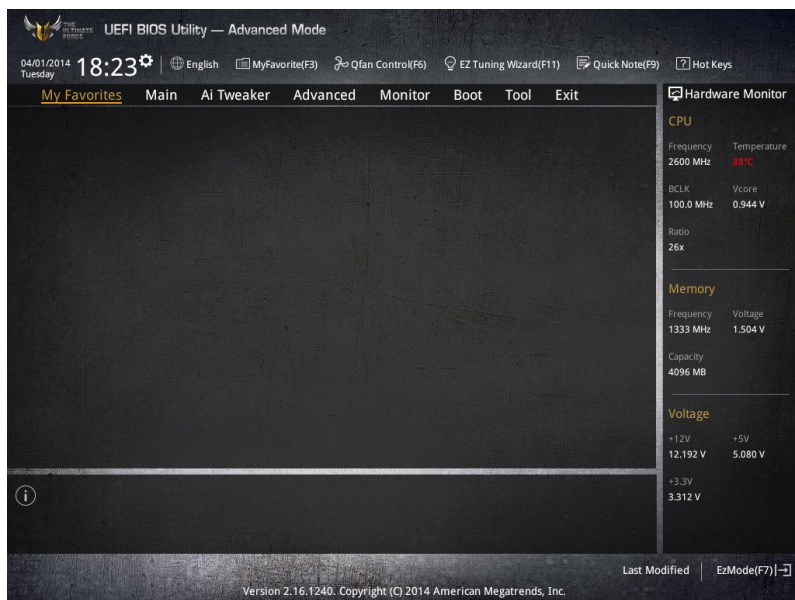 THE ULTIMATE FORCE
UEFI BIOS Utility — Advanced Mode
04/01/2014
Tuesday
18:23
English
MyFavorite(F3)
Qfan Control(F6)
EZ Tuning Wizard(F11)
Quick Note(F9)
? Hot Keys
My Favorites Main Ai Tweaker Advanced Monitor Boot Tool Exit
Hardware Monitor
CPU
Frequency Temperature
2600 MHz 88°C
BCLK Vcore
100.0 MHz 0.944 V
Ratio
26x
Memory
Frequency Voltage
1333 MHz 1.504 V
Capacity
4096 MB
Voltage
+12V +5V
12.192 V 5.080 V
+3.3V
3.312 V
i
Last Modified
EzMode(F7)
Version 2.16.1240. Copyright (C) 2014 American Megatrends, Inc.